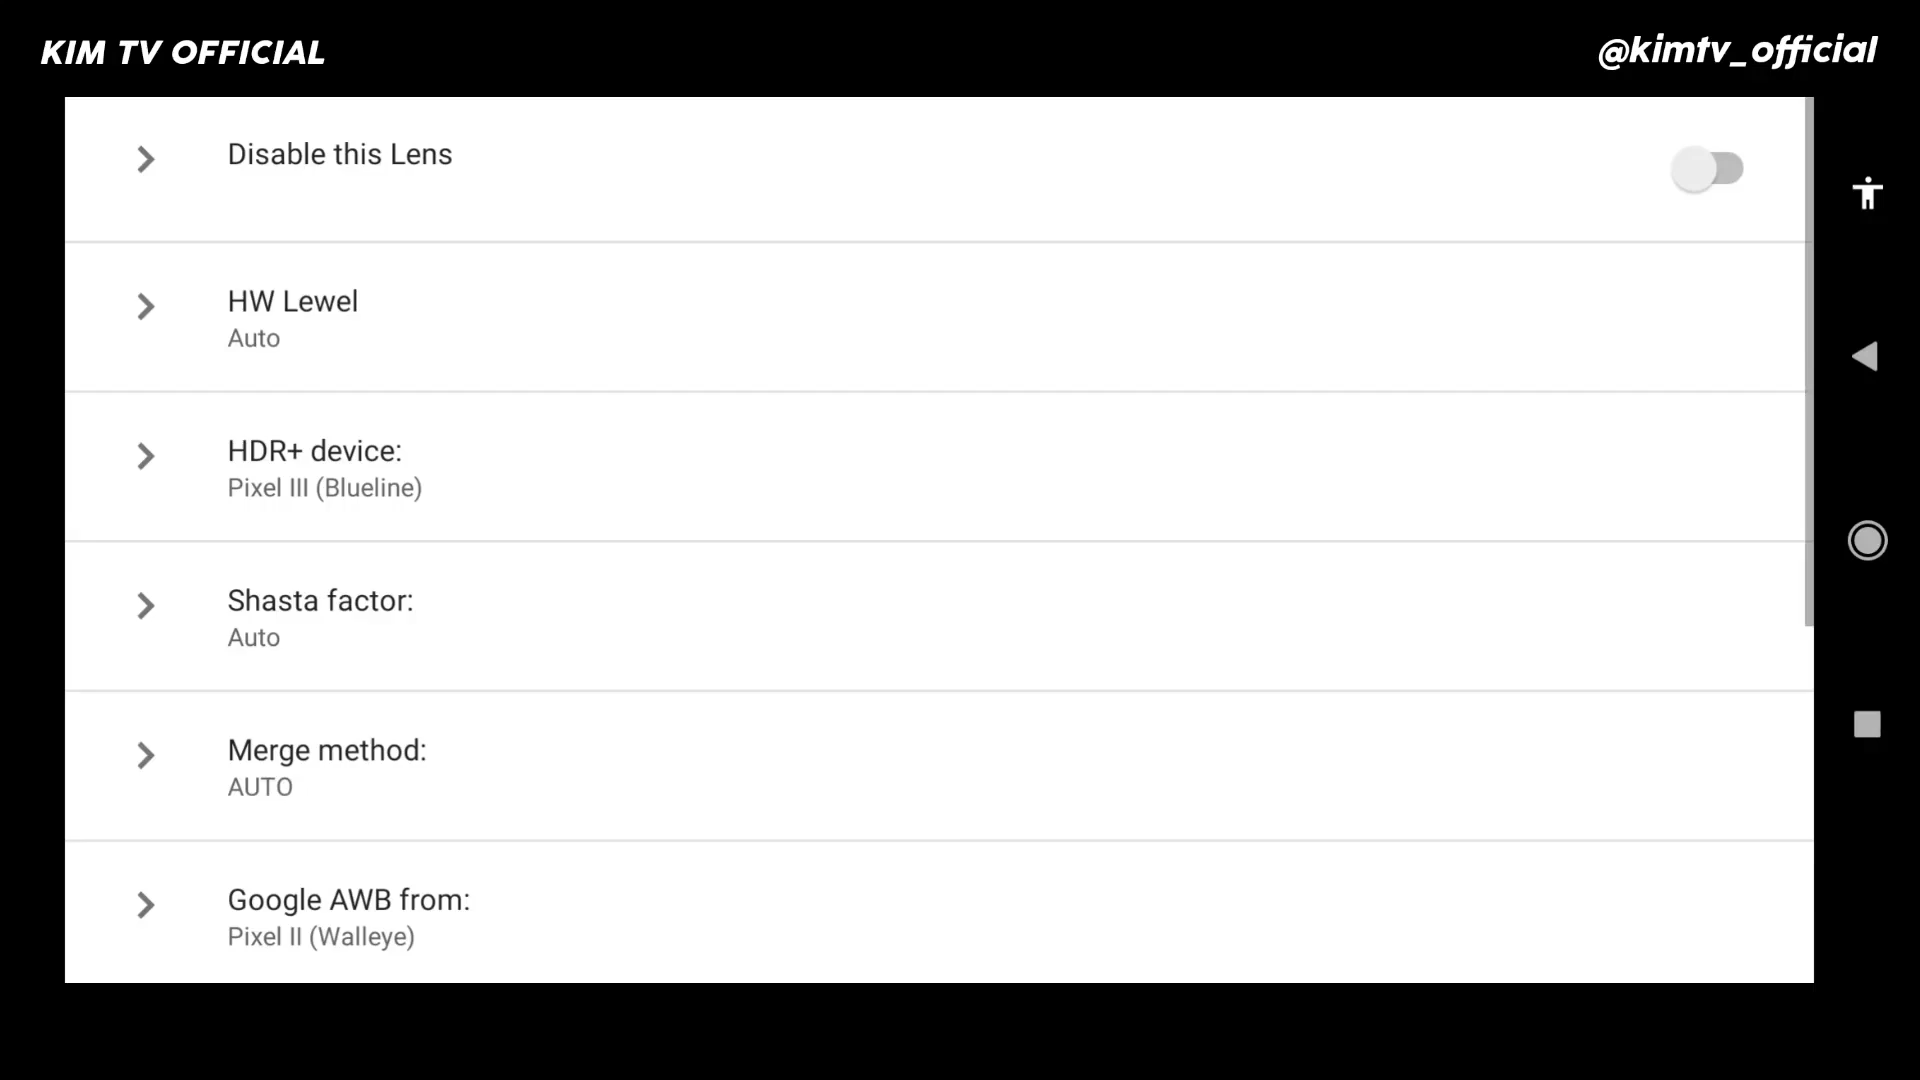 KIM TV OFFICIAL
@kimtv_official
Disable this Lens
HW Lewel
Auto
HDR+ device:
Pixel III (Blueline)
Shasta factor:
Auto
Merge method:
AUTO
Google AWB from:
Pixel II (Walleye)